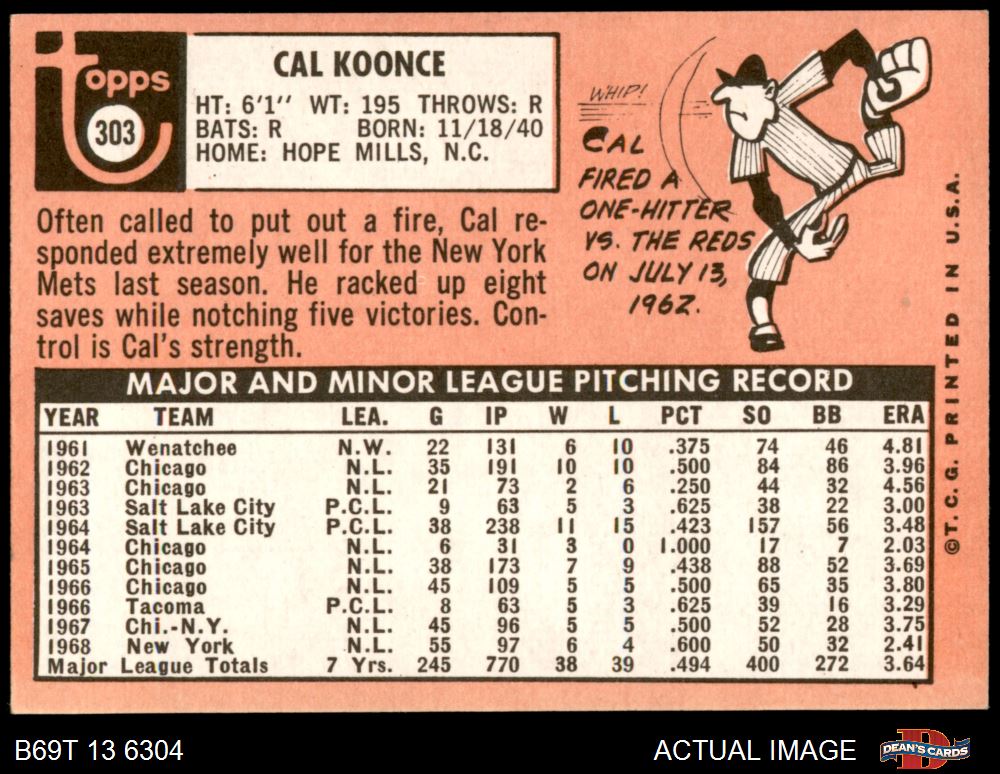 topps
303
CAL KOONCE
HT: 6'1" WT: 195 THROWS: R
BATS: R BORN: 11/18/40
HOME: HOPE MILLS, N.C.
Often called to put out a fire, Cal re-
sponded extremely well for the New York
Mets last season. He racked up eight
saves while notching five victories. Con-
trol is Cal's strength.
WHIP!
CAL
FIRED A
ONE-HITTER
VS. THE REDS
ON JULY 13,
1962.
©T.C.G. PRINTED IN U.S.A.
MAJOR AND MINOR LEAGUE PITCHING RECORD
YEAR TEAM LEA. G IP W L PCT SO BB ERA
1961 Wenatchee N.W. 22 131 6 10 .375 74 46 4.81
1962 Chicago N.L. 35 191 10 10 .500 84 86 3.96
1963 Chicago N.L. 21 73 2 6 .250 44 32 4.56
1963 Salt Lake City P.C.L. 9 63 5 3 .625 38 22 3.00
1964 Salt Lake City P.C.L. 38 238 11 15 .423 157 56 3.48
1964 Chicago N.L. 6 31 3 0 1.000 17 7 2.03
1965 Chicago N.L. 38 173 7 9 .438 88 52 3.69
1966 Chicago N.L. 45 109 5 5 .500 65 35 3.80
1966 Tacoma P.C.L. 8 63 5 3 .625 39 16 3.29
1967 Chi.-N.Y. N.L. 45 96 5 5 .500 52 28 3.75
1968 New York N.L. 55 97 6 4 .600 50 32 2.41
Major League Totals 7 Yrs. 245 770 38 39 .494 400 272 3.64
B69T 13 6304
ACTUAL IMAGE
DEAN'S CARDS